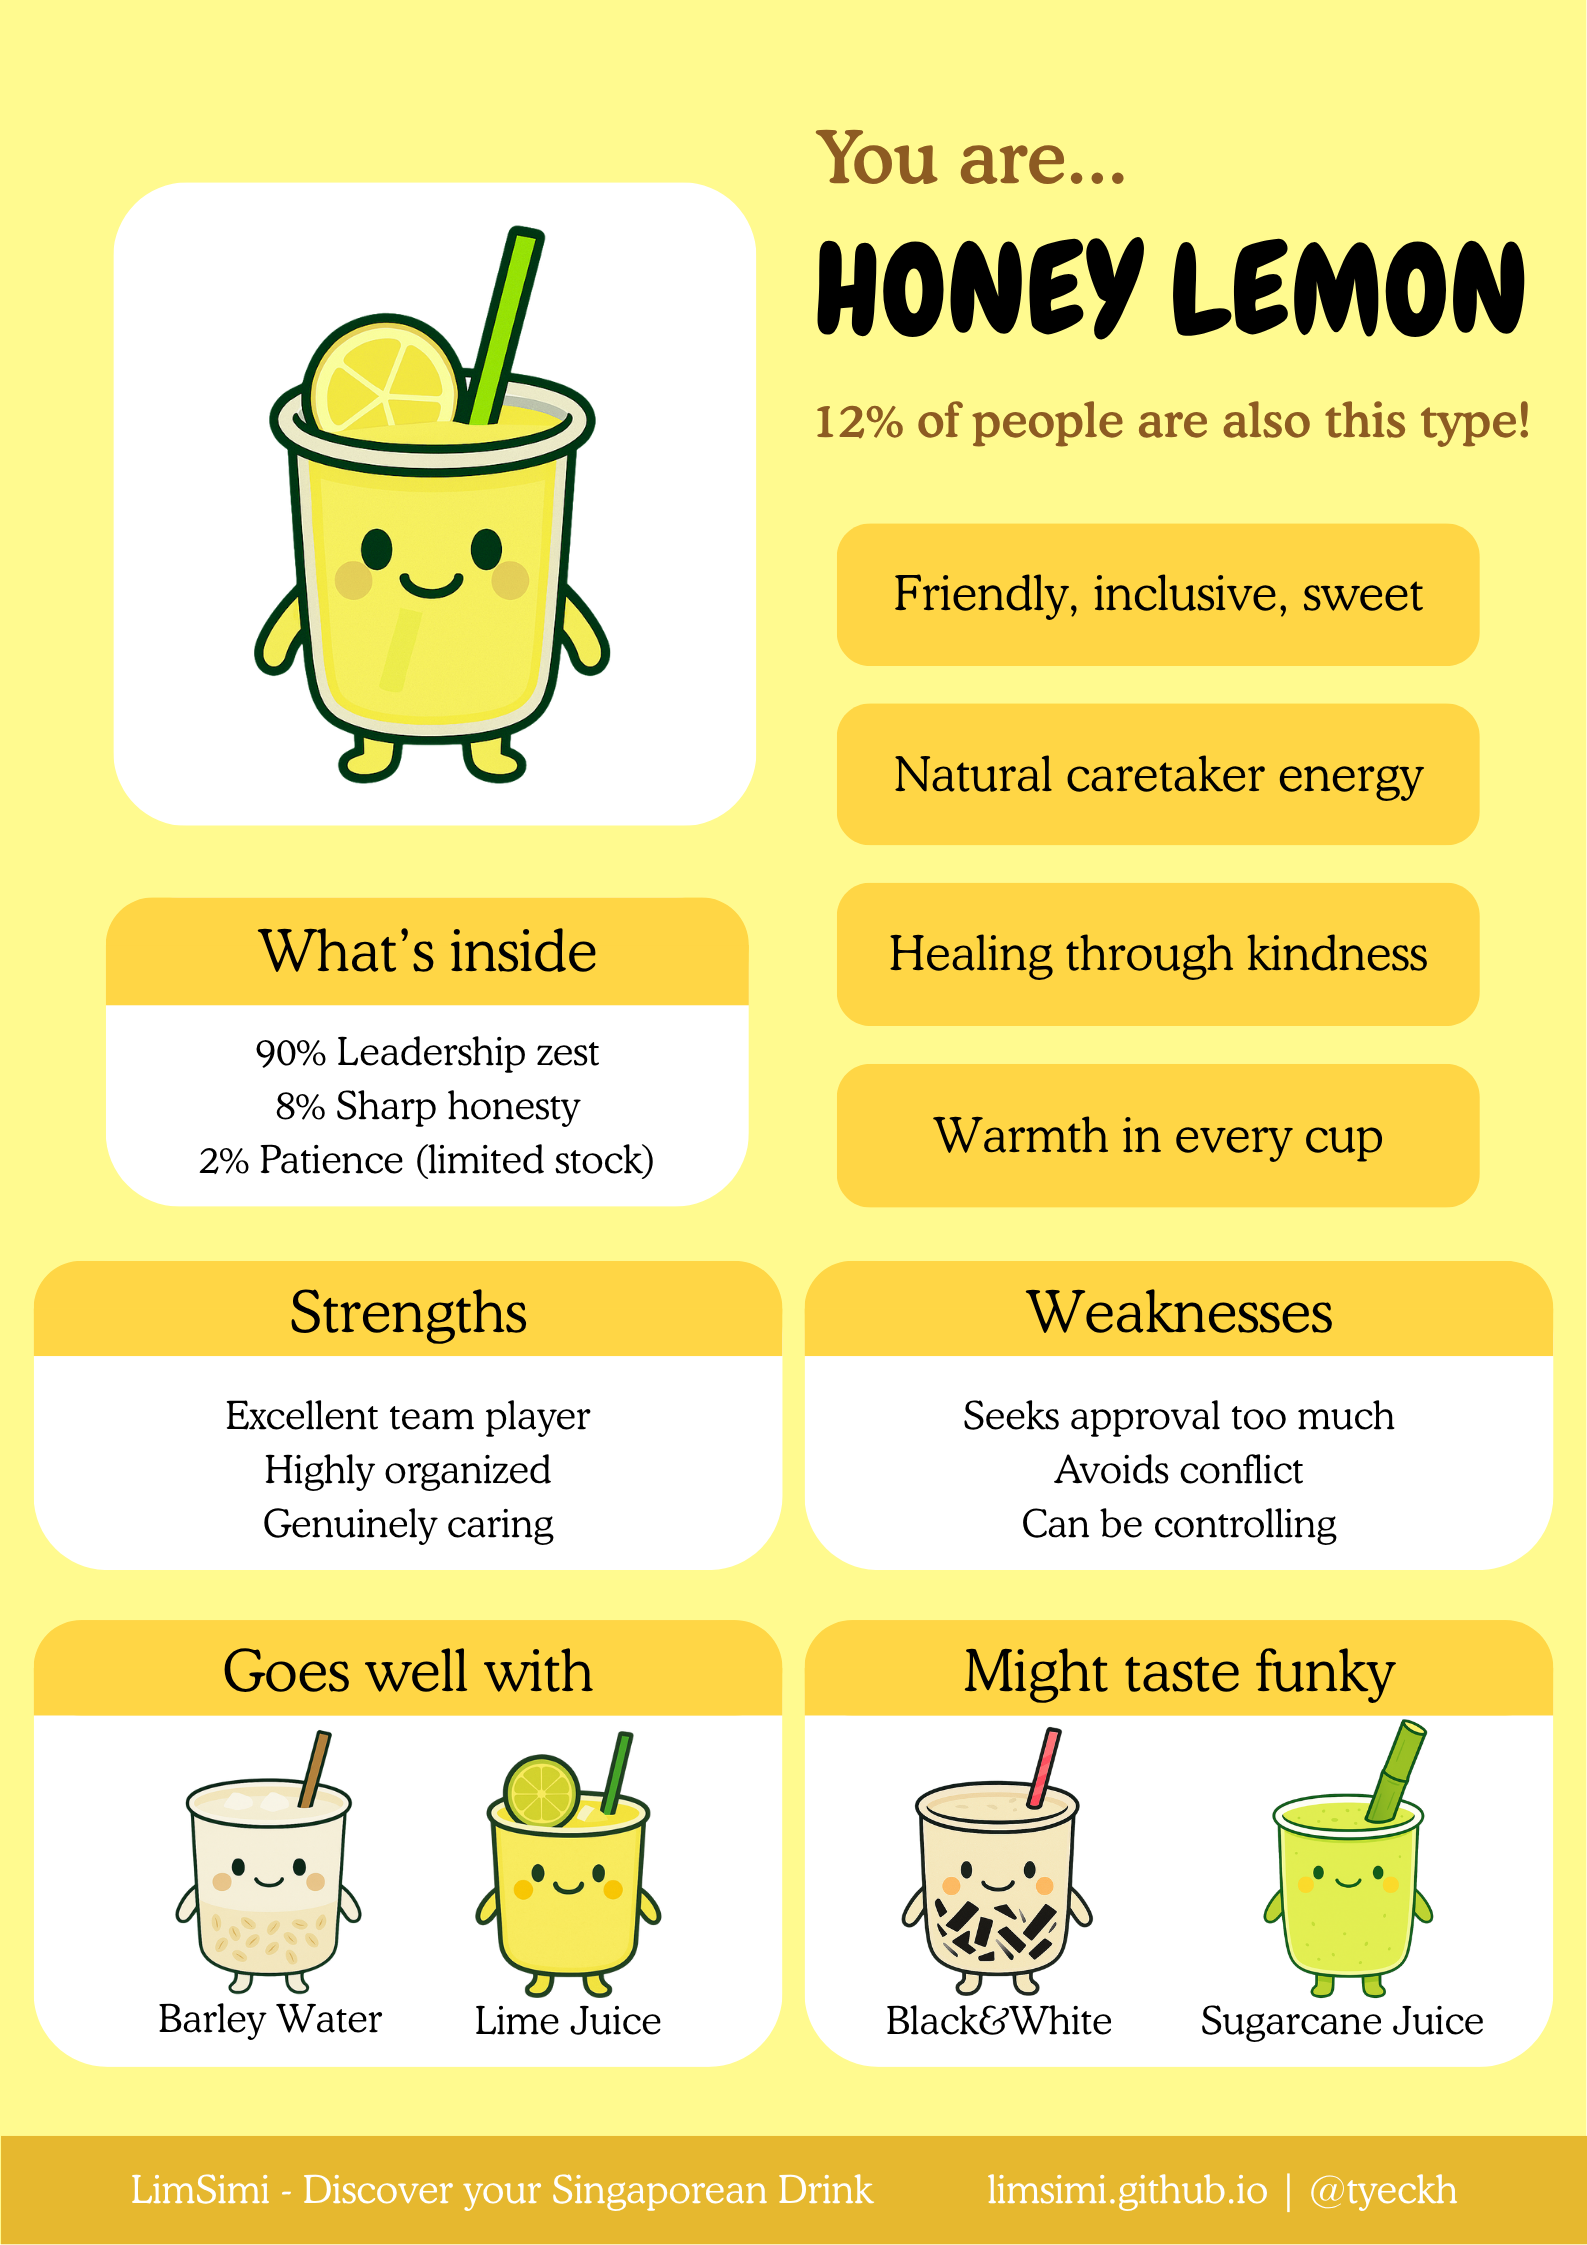 You are...
HONEY LEMON
12% of people are also this type!
Friendly, inclusive, sweet
Natural caretaker energy
Healing through kindness
Warmth in every cup
What’s inside
90% Leadership zest
8% Sharp honesty
2% Patience (limited stock)
Strengths
Excellent team player
Highly organized
Genuinely caring
Weaknesses
Seeks approval too much
Avoids conflict
Can be controlling
Goes well with
Barley Water
Lime Juice
Might taste funky
Black&White
Sugarcane Juice
LimSimi - Discover your Singaporean Drink
limsimi.github.io | @tyeckh